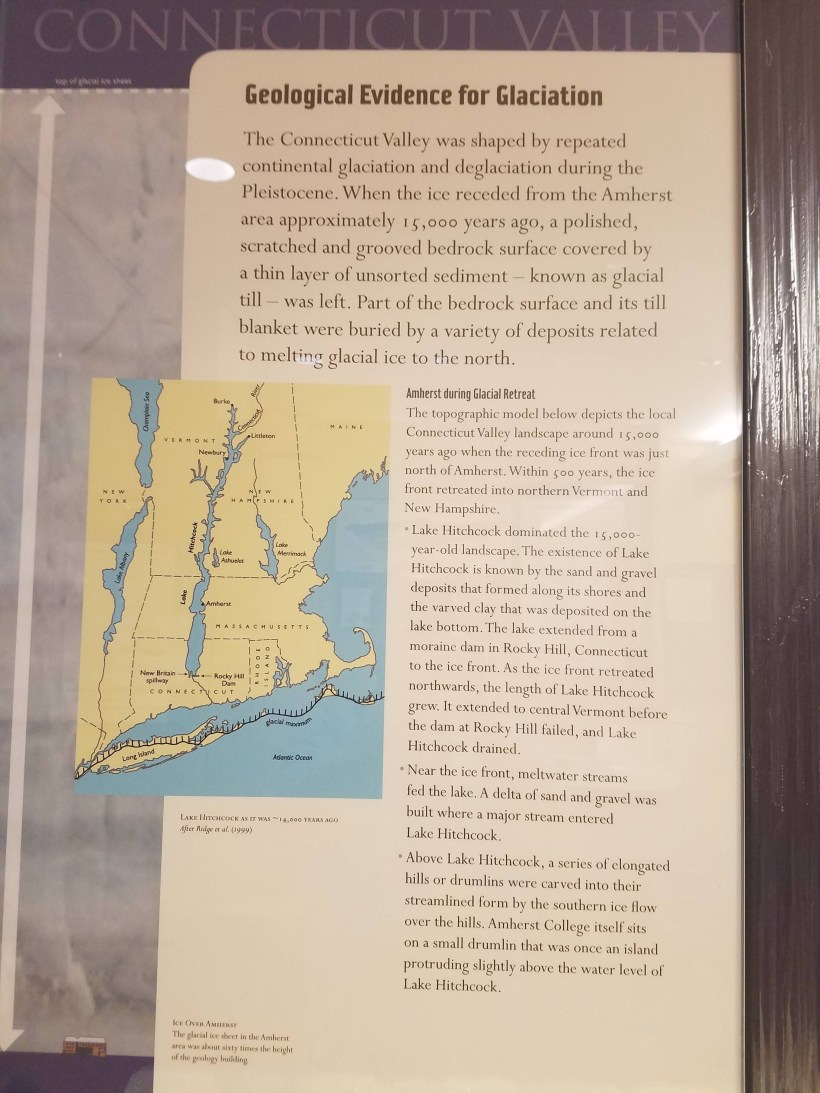 CONNECTICUT VALLEY
top of glacial ice sheet
Geological Evidence for Glaciation
The Connecticut Valley was shaped by repeated
continental glaciation and deglaciation during the
Pleistocene. When the ice receded from the Amherst
area approximately 15,000 years ago, a polished,
scratched and grooved bedrock surface covered by
a thin layer of unsorted sediment – known as glacial
till – was left. Part of the bedrock surface and its till
blanket were buried by a variety of deposits related
to melting glacial ice to the north.
Champlain Sea
Burke
Connecticut River
Littleton
VERMONT
MAINE
Newbury
NEW
YORK
NEW
HAMPSHIRE
Lake Hitchcock
Lake
Ashuelot
Lake
Merrimack
Lake Albany
Amherst
MASSACHUSETTS
New Britain
spillway
Rocky Hill
Dam
RHODE
ISLAND
CONNECTICUT
glacial maximum
Long Island
Atlantic Ocean
LAKE HITCHCOCK AS IT WAS ~14,000 YEARS AGO
After Ridge et al. (1999)
Amherst during Glacial Retreat
The topographic model below depicts the local
Connecticut Valley landscape around 15,000
years ago when the receding ice front was just
north of Amherst. Within 500 years, the ice
front retreated into northern Vermont and
New Hampshire.
• Lake Hitchcock dominated the 15,000-
year-old landscape. The existence of Lake
Hitchcock is known by the sand and gravel
deposits that formed along its shores and
the varved clay that was deposited on the
lake bottom. The lake extended from a
moraine dam in Rocky Hill, Connecticut
to the ice front. As the ice front retreated
northwards, the length of Lake Hitchcock
grew. It extended to central Vermont before
the dam at Rocky Hill failed, and Lake
Hitchcock drained.
• Near the ice front, meltwater streams
fed the lake. A delta of sand and gravel was
built where a major stream entered
Lake Hitchcock.
• Above Lake Hitchcock, a series of elongated
hills or drumlins were carved into their
streamlined form by the southern ice flow
over the hills. Amherst College itself sits
on a small drumlin that was once an island
protruding slightly above the water level of
Lake Hitchcock.
ICE OVER AMHERST
The glacial ice sheet in the Amherst
area was about sixty times the height
of the geology building.